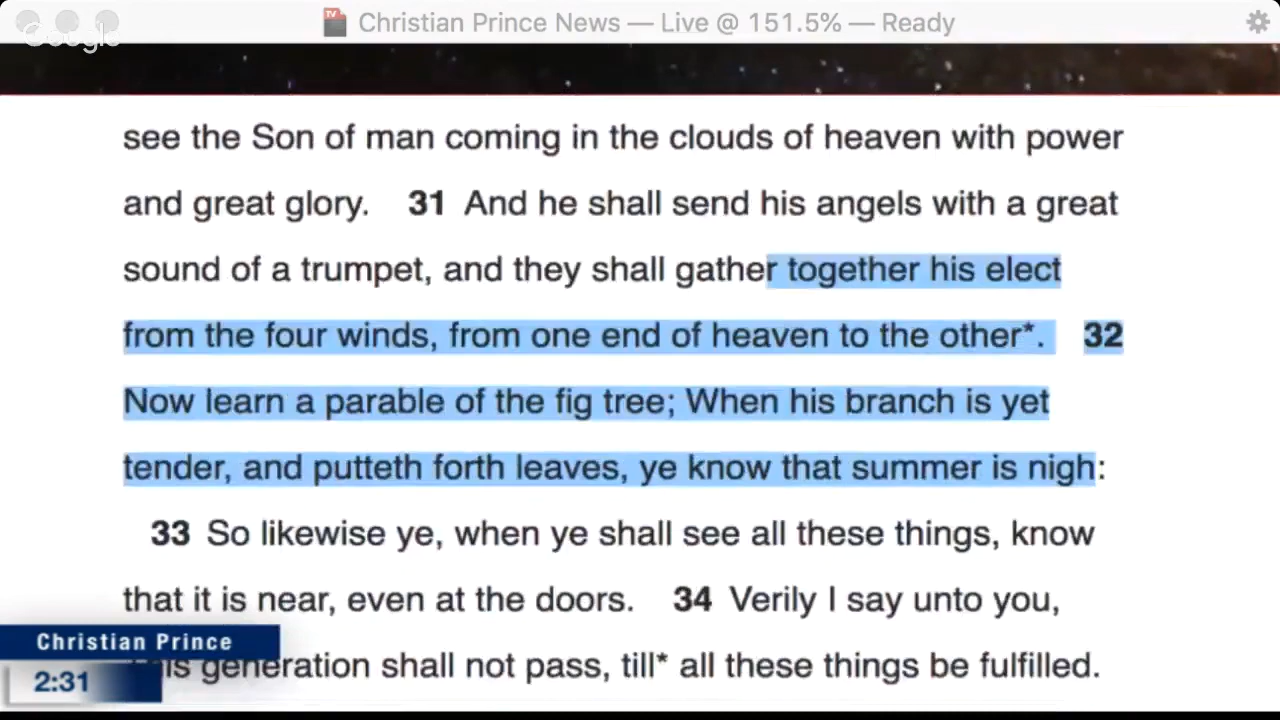 Christian Prince News — Live @ 151.5% — Ready
Google
see the Son of man coming in the clouds of heaven with power
and great glory. 31 And he shall send his angels with a great
sound of a trumpet, and they shall gather together his elect
from the four winds, from one end of heaven to the other*. 32
Now learn a parable of the fig tree; When his branch is yet
tender, and putteth forth leaves, ye know that summer is nigh:
33 So likewise ye, when ye shall see all these things, know
that it is near, even at the doors. 34 Verily I say unto you,
Christian Prince
generation shall not pass, till* all these things be fulfilled.
2:31